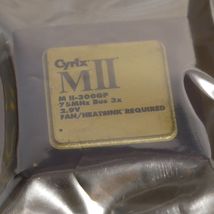 Cyrix
MII
M II-300GP
75MHz Bus 3x
2.9V
FAN/HEATSINK REQUIRED